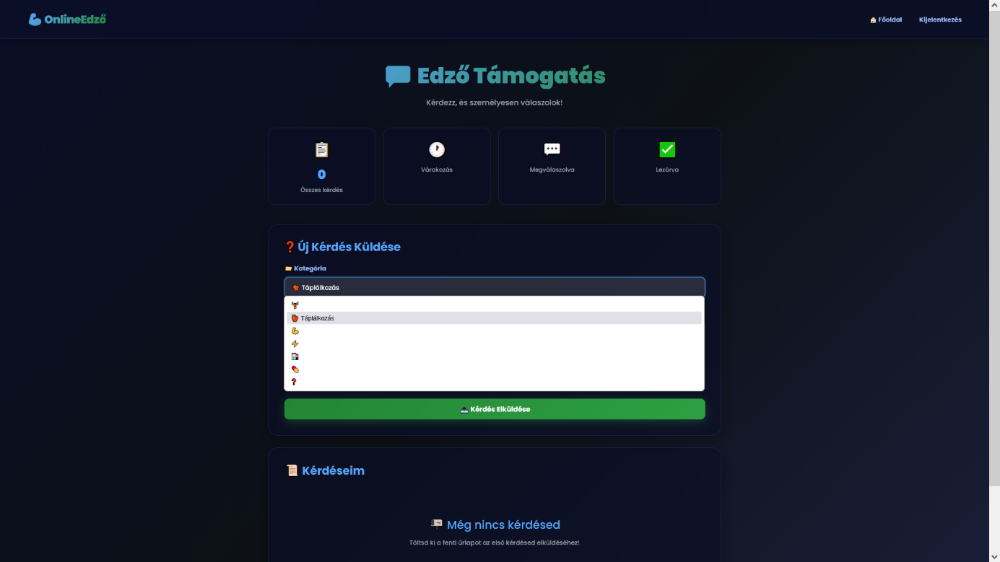 💪 OnlineEdző
🏠 Főoldal
Kijelentkezés
💬 Edző Támogatás
Kérdezz, és személyesen válaszolok!
📋
0
Összes kérdés
🕐
Várakozás
💬
Megválaszolva
✅
Lezárva
❓ Új Kérdés Küldése
📂 Kategória
🍎 Táplálkozás
🏋
🍎 Táplálkozás
💪
⚡
🏪
💊
❓
📤 Kérdés Elküldése
📜 Kérdéseim
📭 Még nincs kérdésed
Töltsd ki a fenti űrlapot az első kérdésed elküldéséhez!